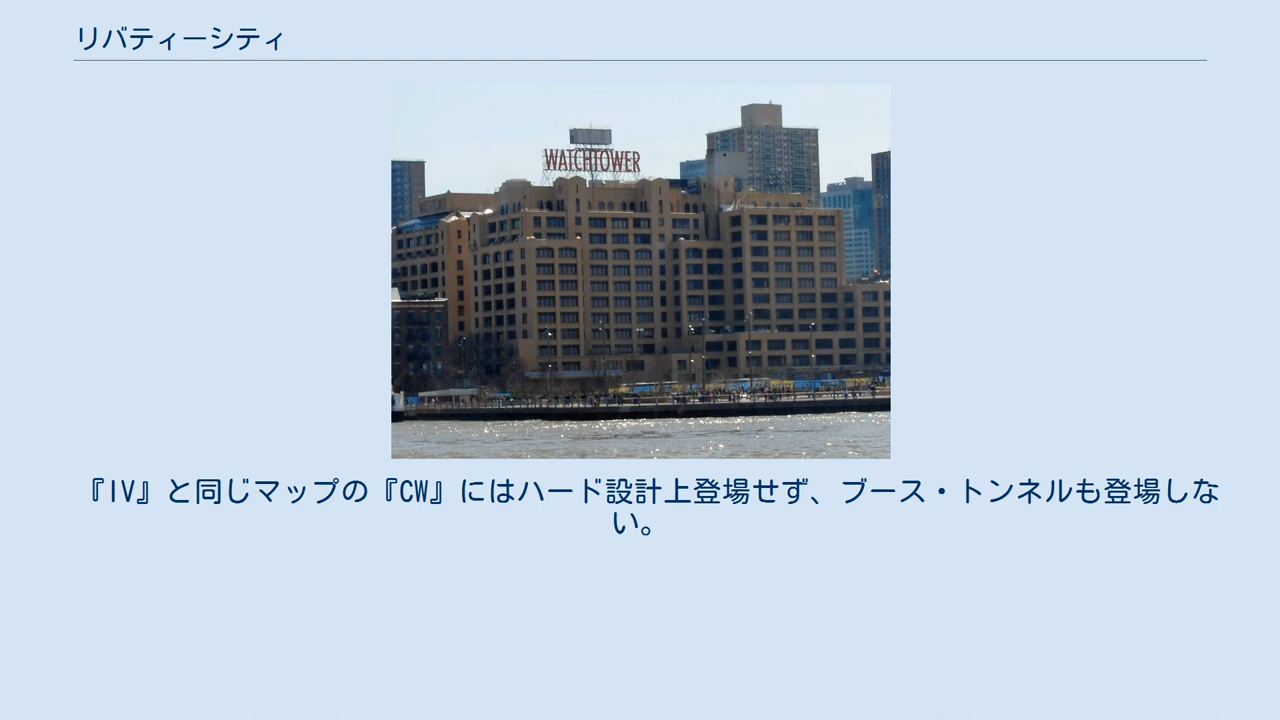 リバティーシティ
WATCHTOWER
『IV』と同じマップの『CW』にはハード設計上登場せず、ブース・トンネルも登場しな
い。